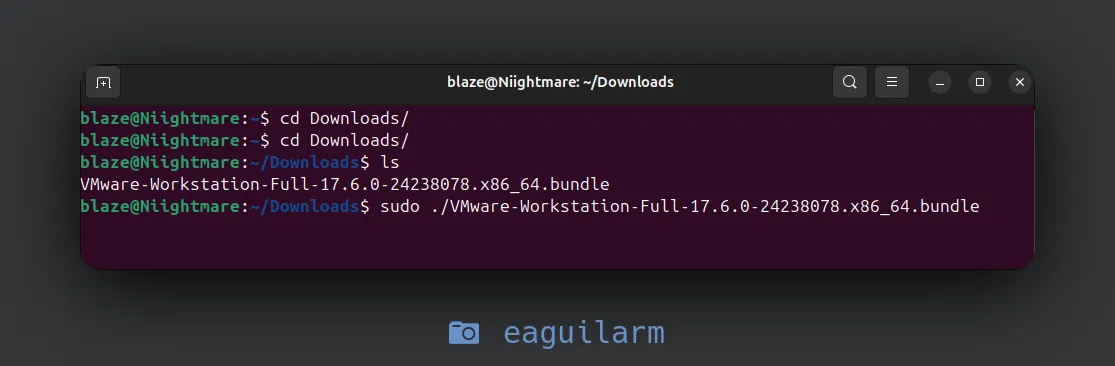 blaze@Niightmare: ~/Downloads
blaze@Niightmare:~$ cd Downloads/
blaze@Niightmare:~$ cd Downloads/
blaze@Niightmare:~/Downloads$ ls
VMware-Workstation-Full-17.6.0-24238078.x86_64.bundle
blaze@Niightmare:~/Downloads$ sudo ./VMware-Workstation-Full-17.6.0-24238078.x86_64.bundle
eaguilarm